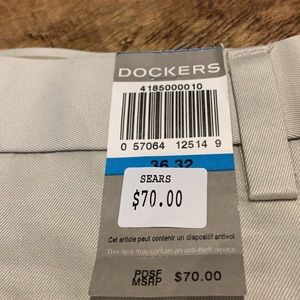 DOCKERS
4185000010
0 57064 12514 9
36 32
SEARS
$70.00
Cet article peut contenir un dispositif antivol.
This item may contain an anti-theft device.
PDSF
MSRP $70.00